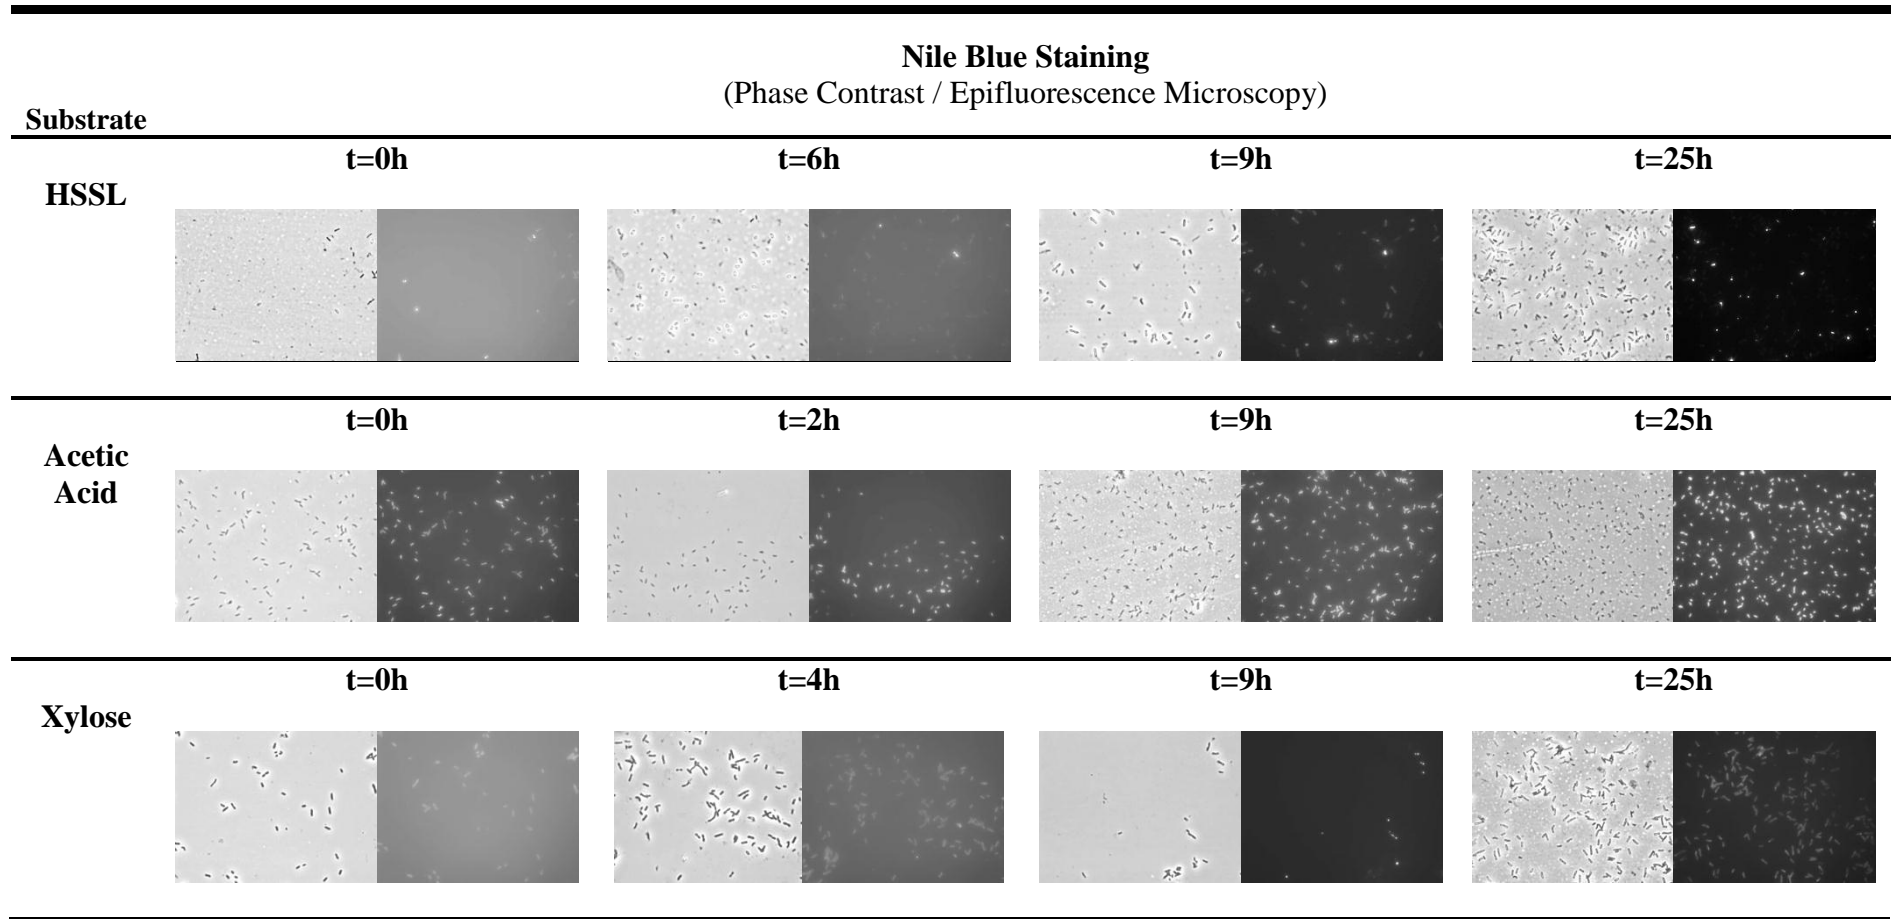 Nile Blue Staining
(Phase Contrast / Epifluorescence Microscopy)
Substrate
t=0h t=6h t=9h t=25h
HSSL
t=0h t=2h t=9h t=25h
Acetic
Acid
t=0h t=4h t=9h t=25h
Xylose